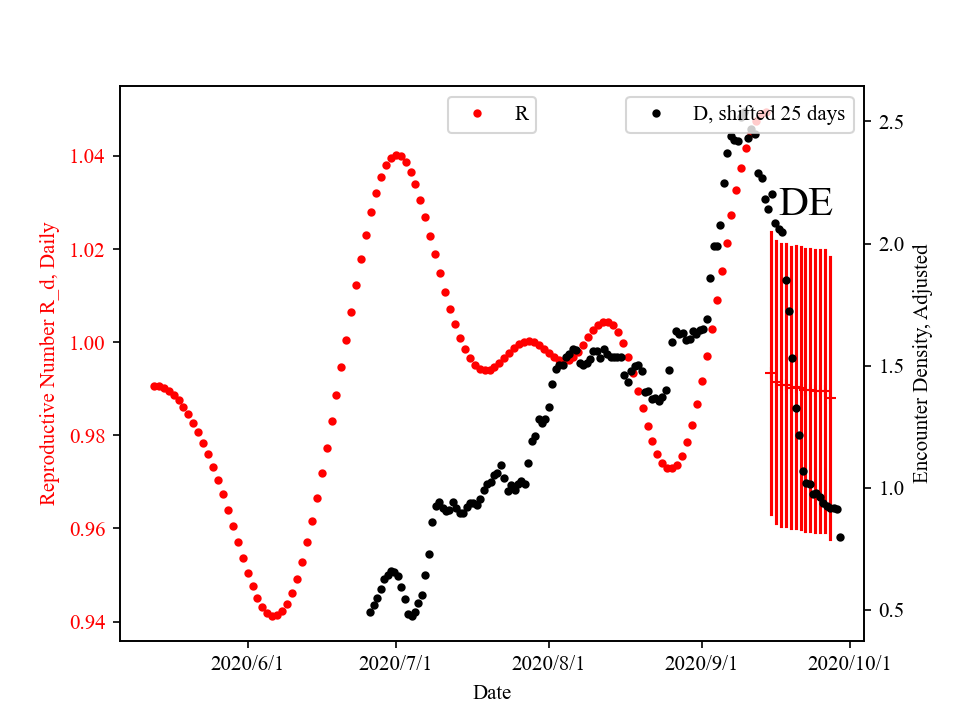 R
D, shifted 25 days
DE
Reproductive Number R_d, Daily
1.04
1.02
1.00
0.98
0.96
0.94
2.5
2.0
1.5
1.0
0.5
Encounter Density, Adjusted
2020/6/1
2020/7/1
2020/8/1
2020/9/1
2020/10/1
Date